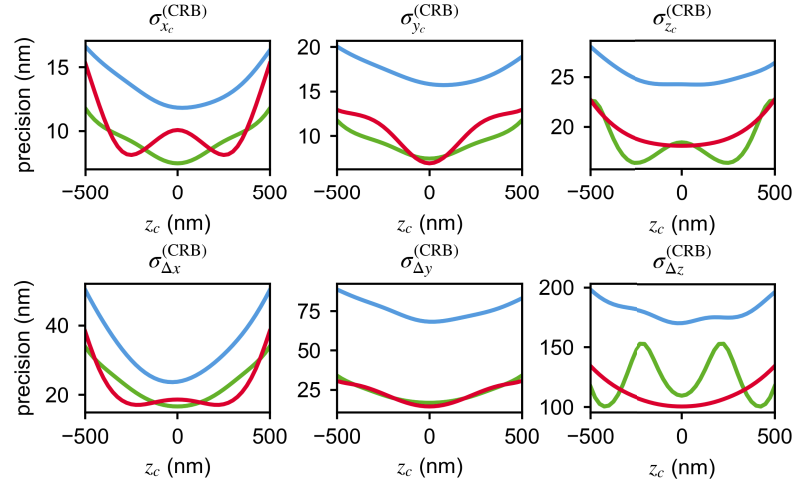 σ_{x_c}^{(CRB)} σ_{y_c}^{(CRB)} σ_{z_c}^{(CRB)}
precision (nm)
15
10
20
15
10
25
20
−500 0 500 −500 0 500 −500 0 500
z_c (nm) z_c (nm) z_c (nm)
σ_{Δx}^{(CRB)} σ_{Δy}^{(CRB)} σ_{Δz}^{(CRB)}
precision (nm)
40
20
75
50
25
200
150
100
−500 0 500 −500 0 500 −500 0 500
z_c (nm) z_c (nm) z_c (nm)